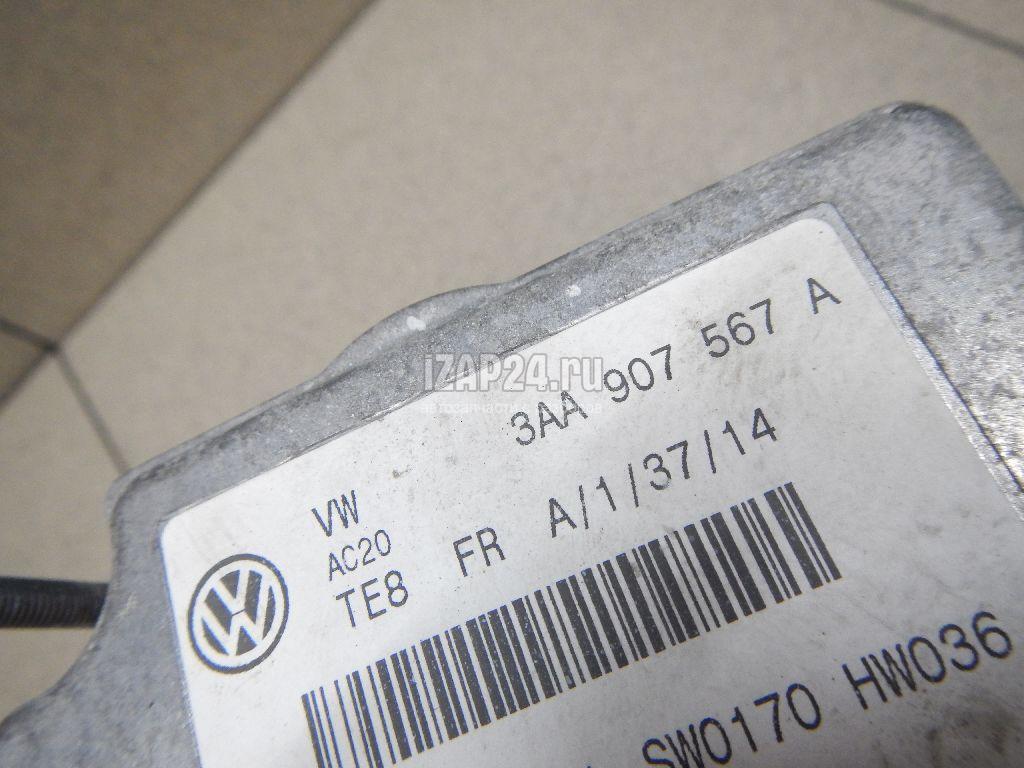 3AA 907 567 A
VW
AC20
TE8 FR A/1/37/14
SW0170 HW036
iZAP24.ru